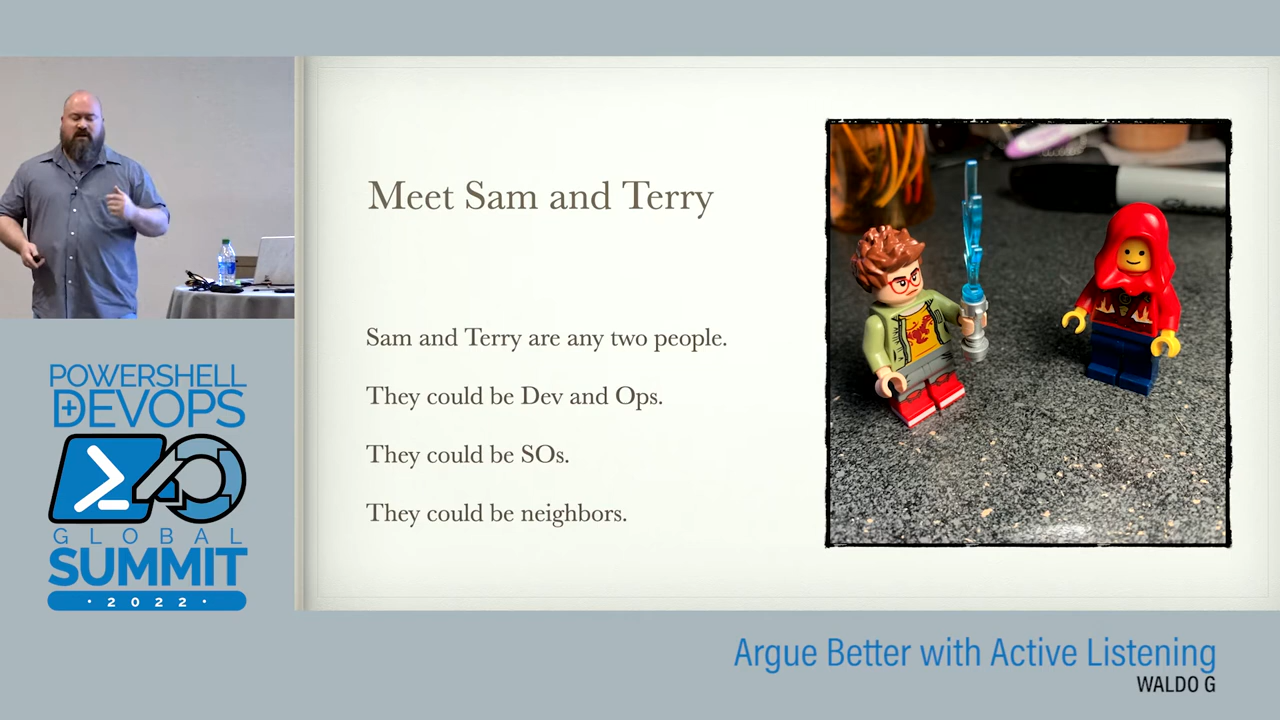 Meet Sam and Terry
Sam and Terry are any two people.
They could be Dev and Ops.
They could be SOs.
They could be neighbors.
POWERSHELL
+DEVOPS
GLOBAL
SUMMIT
· 2022 ·
Argue Better with Active Listening
WALDO G